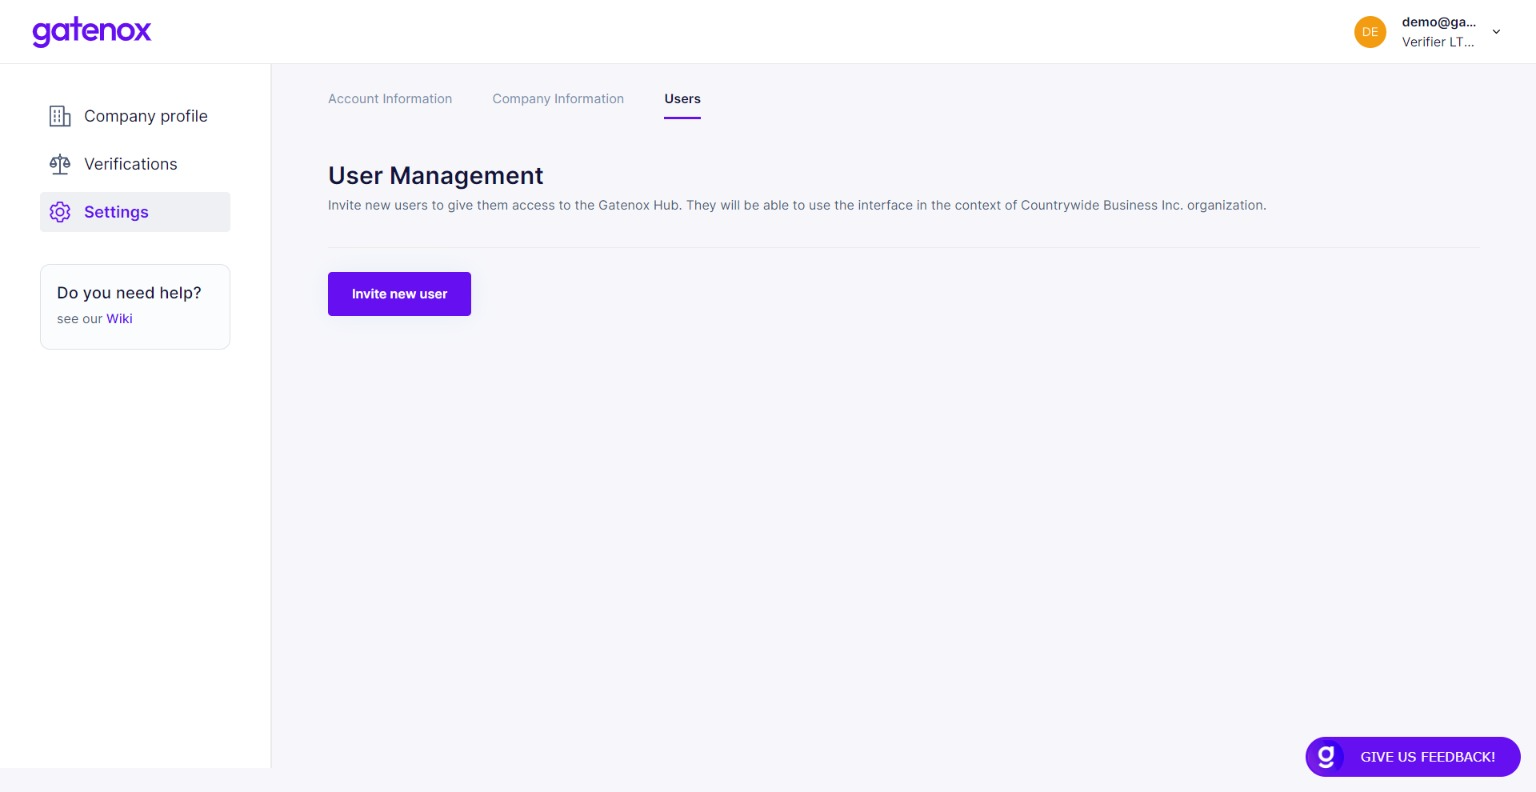 gatenox
DE
demo@ga...
Verifier LT...
Company profile
Verifications
Settings
Do you need help?
see our Wiki
Account Information
Company Information
Users
User Management
Invite new users to give them access to the Gatenox Hub. They will be able to use the interface in the context of Countrywide Business Inc. organization.
Invite new user
g
GIVE US FEEDBACK!